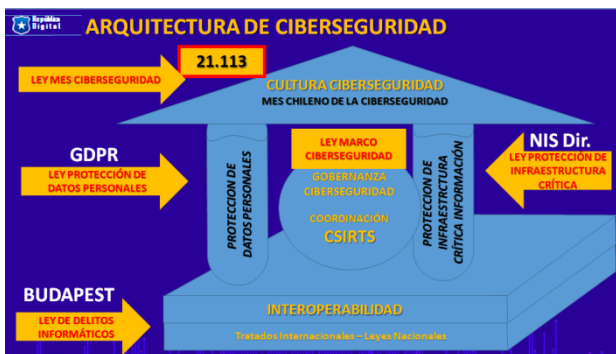 República
Digital
ARQUITECTURA DE CIBERSEGURIDAD
21.113
LEY MES CIBERSEGURIDAD
CULTURA CIBERSEGURIDAD
MES CHILENO DE LA CIBERSEGURIDAD
GDPR
LEY PROTECCIÓN DE
DATOS PERSONALES
PROTECCION DE
DATOS PERSONALES
LEY MARCO
CIBERSEGURIDAD
GOBERNANZA
CIBERSEGURIDAD
COORDINACIÓN
CSIRTS
PROTECCION DE
INFRAESTRCTURA
CRÍTICA INFORMACIÓN
NIS Dir.
LEY PROTECCIÓN DE
INFRAESTRUCTURA
CRÍTICA
BUDAPEST
LEY DE DELITOS
INFORMÁTICOS
INTEROPERABILIDAD
Tratados Internacionales – Leyes Nacionales